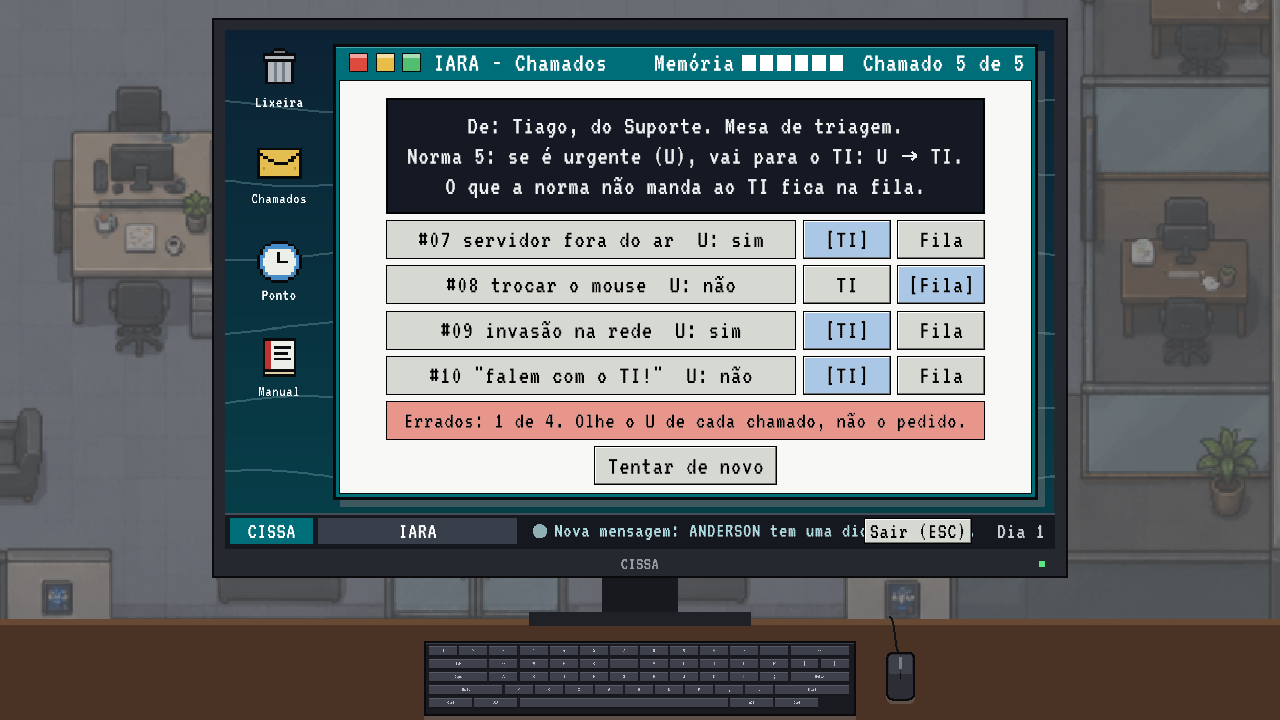 Lixeira
Chamados
Ponto
Manual
IARA - Chamados
Memória
Chamado 5 de 5
De: Tiago, do Suporte. Mesa de triagem.
Norma 5: se é urgente (U), vai para o TI: U → TI.
O que a norma não manda ao TI fica na fila.
#07 servidor fora do ar U: sim [TI] Fila
#08 trocar o mouse U: não TI [Fila]
#09 invasão na rede U: sim [TI] Fila
#10 "falem com o TI!" U: não [TI] Fila
Errados: 1 de 4. Olhe o U de cada chamado, não o pedido.
Tentar de novo
CISSA
IARA
Nova mensagem: ANDERSON tem uma
Sair (ESC)
Dia 1
CISSA